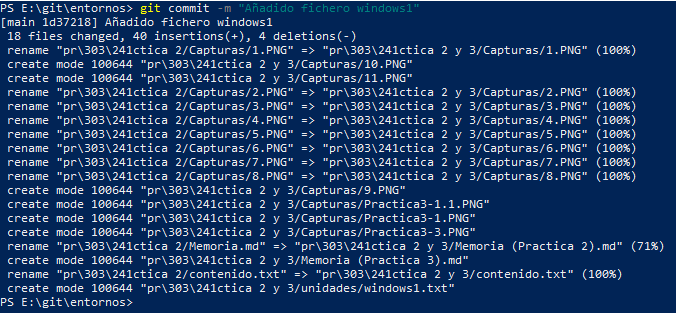 PS E:\git\entornos> git commit -m "Añadido fichero windows1"
[main 1d37218] Añadido fichero windows1
 18 files changed, 40 insertions(+), 4 deletions(-)
 rename "pr\303\241ctica 2/Capturas/1.PNG" => "pr\303\241ctica 2 y 3/Capturas/1.PNG" (100%)
 create mode 100644 "pr\303\241ctica 2 y 3/Capturas/10.PNG"
 create mode 100644 "pr\303\241ctica 2 y 3/Capturas/11.PNG"
 rename "pr\303\241ctica 2/Capturas/2.PNG" => "pr\303\241ctica 2 y 3/Capturas/2.PNG" (100%)
 rename "pr\303\241ctica 2/Capturas/3.PNG" => "pr\303\241ctica 2 y 3/Capturas/3.PNG" (100%)
 rename "pr\303\241ctica 2/Capturas/4.PNG" => "pr\303\241ctica 2 y 3/Capturas/4.PNG" (100%)
 rename "pr\303\241ctica 2/Capturas/5.PNG" => "pr\303\241ctica 2 y 3/Capturas/5.PNG" (100%)
 rename "pr\303\241ctica 2/Capturas/6.PNG" => "pr\303\241ctica 2 y 3/Capturas/6.PNG" (100%)
 rename "pr\303\241ctica 2/Capturas/7.PNG" => "pr\303\241ctica 2 y 3/Capturas/7.PNG" (100%)
 rename "pr\303\241ctica 2/Capturas/8.PNG" => "pr\303\241ctica 2 y 3/Capturas/8.PNG" (100%)
 create mode 100644 "pr\303\241ctica 2 y 3/Capturas/9.PNG"
 create mode 100644 "pr\303\241ctica 2 y 3/Capturas/Practica3-1.1.PNG"
 create mode 100644 "pr\303\241ctica 2 y 3/Capturas/Practica3-1.PNG"
 create mode 100644 "pr\303\241ctica 2 y 3/Capturas/Practica3-3.PNG"
 rename "pr\303\241ctica 2/Memoria.md" => "pr\303\241ctica 2 y 3/Memoria (Practica 2).md" (71%)
 create mode 100644 "pr\303\241ctica 2 y 3/Memoria (Practica 3).md"
 rename "pr\303\241ctica 2/contenido.txt" => "pr\303\241ctica 2 y 3/contenido.txt" (100%)
 create mode 100644 "pr\303\241ctica 2 y 3/unidades/windows1.txt"
PS E:\git\entornos>